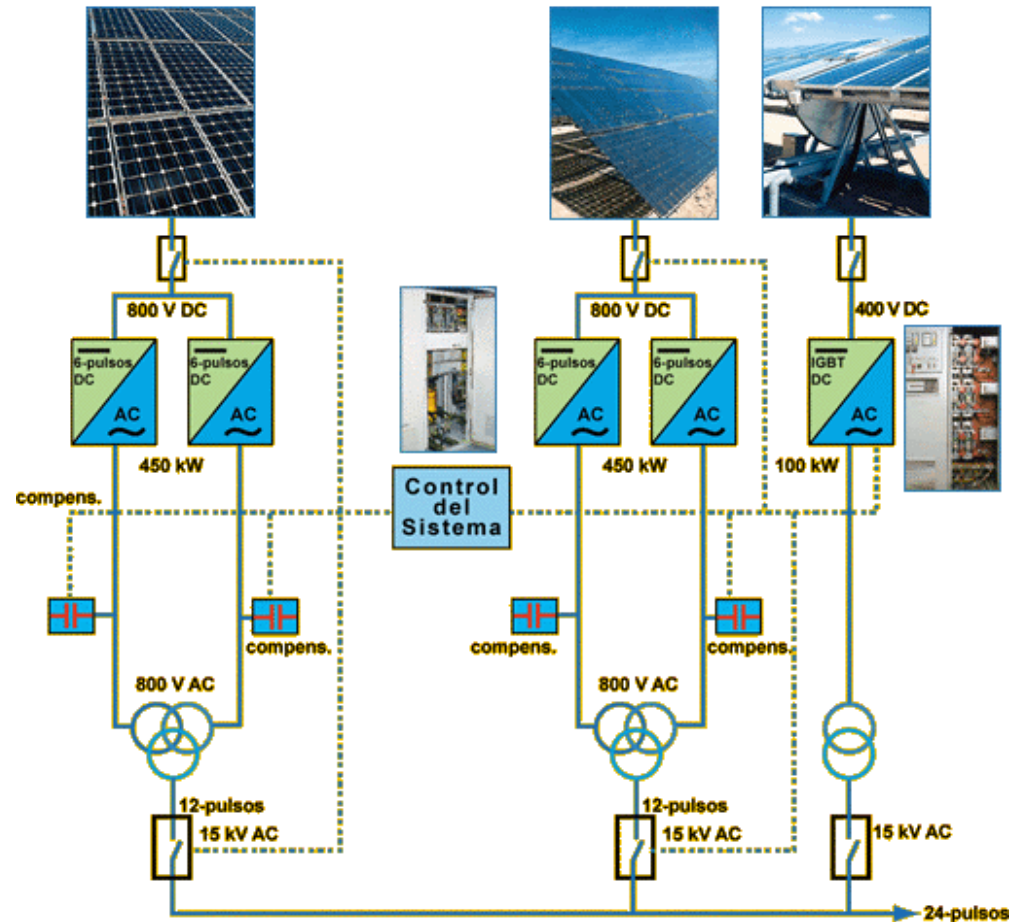 800 V DC
800 V DC
400 V DC
6-pulsos
DC
AC
6-pulsos
DC
AC
6-pulsos
DC
AC
6-pulsos
DC
AC
IGBT
DC
AC
450 kW
450 kW
100 kW
compens.
Control
del
Sistema
compens.
compens.
compens.
800 V AC
800 V AC
12-pulsos
15 kV AC
12-pulsos
15 kV AC
15 kV AC
24-pulsos